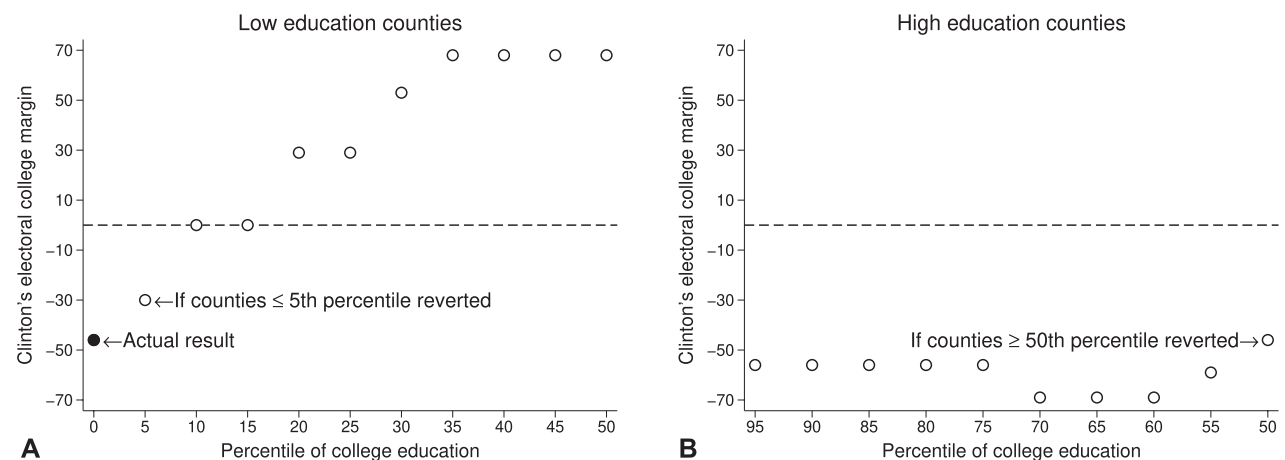 Low education counties
Clinton's electoral college margin
70
50
30
10
−10
−30
−50
−70
←If counties ≤ 5th percentile reverted
←Actual result
0 5 10 15 20 25 30 35 40 45 50
Percentile of college education
A
High education counties
Clinton's electoral college margin
70
50
30
10
−10
−30
−50
−70
If counties ≥ 50th percentile reverted→
95 90 85 80 75 70 65 60 55 50
Percentile of college education
B